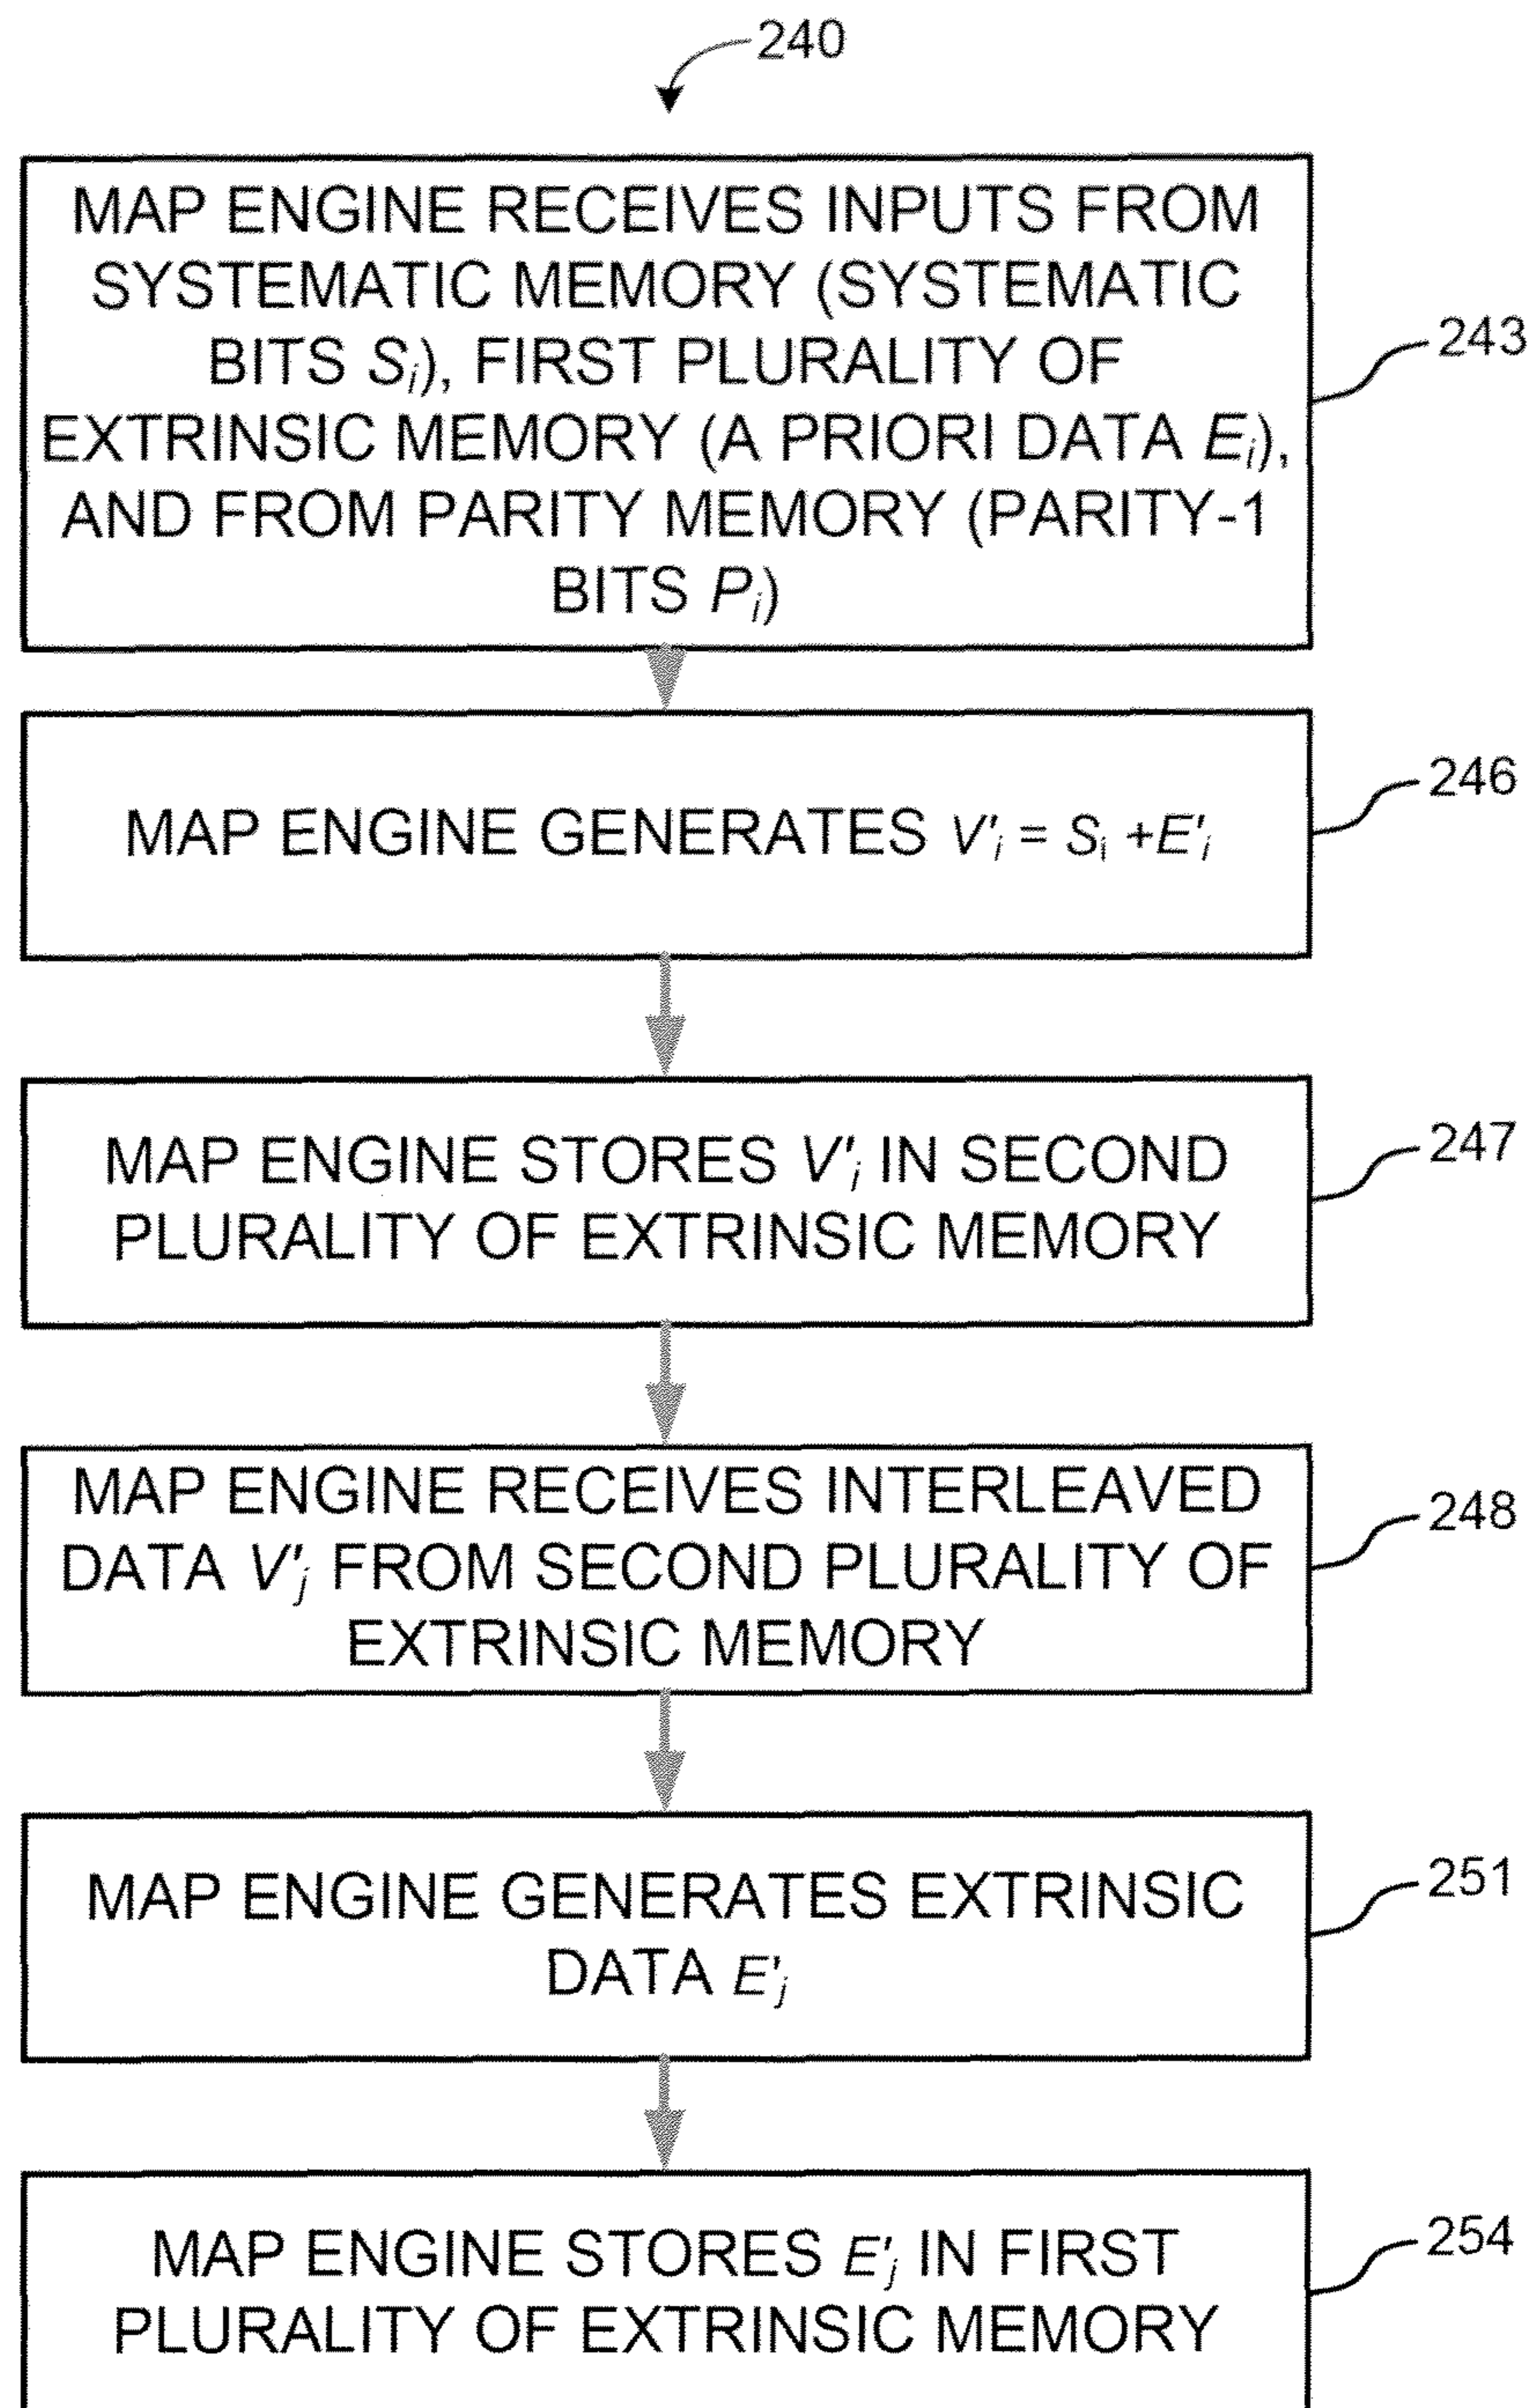 240
MAP ENGINE RECEIVES INPUTS FROM
SYSTEMATIC MEMORY (SYSTEMATIC
BITS Si), FIRST PLURALITY OF
EXTRINSIC MEMORY (A PRIORI DATA Ei),
AND FROM PARITY MEMORY (PARITY-1
BITS Pi)
243
MAP ENGINE GENERATES V'i = Si +E'i
246
MAP ENGINE STORES V'i IN SECOND
PLURALITY OF EXTRINSIC MEMORY
247
MAP ENGINE RECEIVES INTERLEAVED
DATA V'j FROM SECOND PLURALITY OF
EXTRINSIC MEMORY
248
MAP ENGINE GENERATES EXTRINSIC
DATA E'j
251
MAP ENGINE STORES E'j IN FIRST
PLURALITY OF EXTRINSIC MEMORY
254